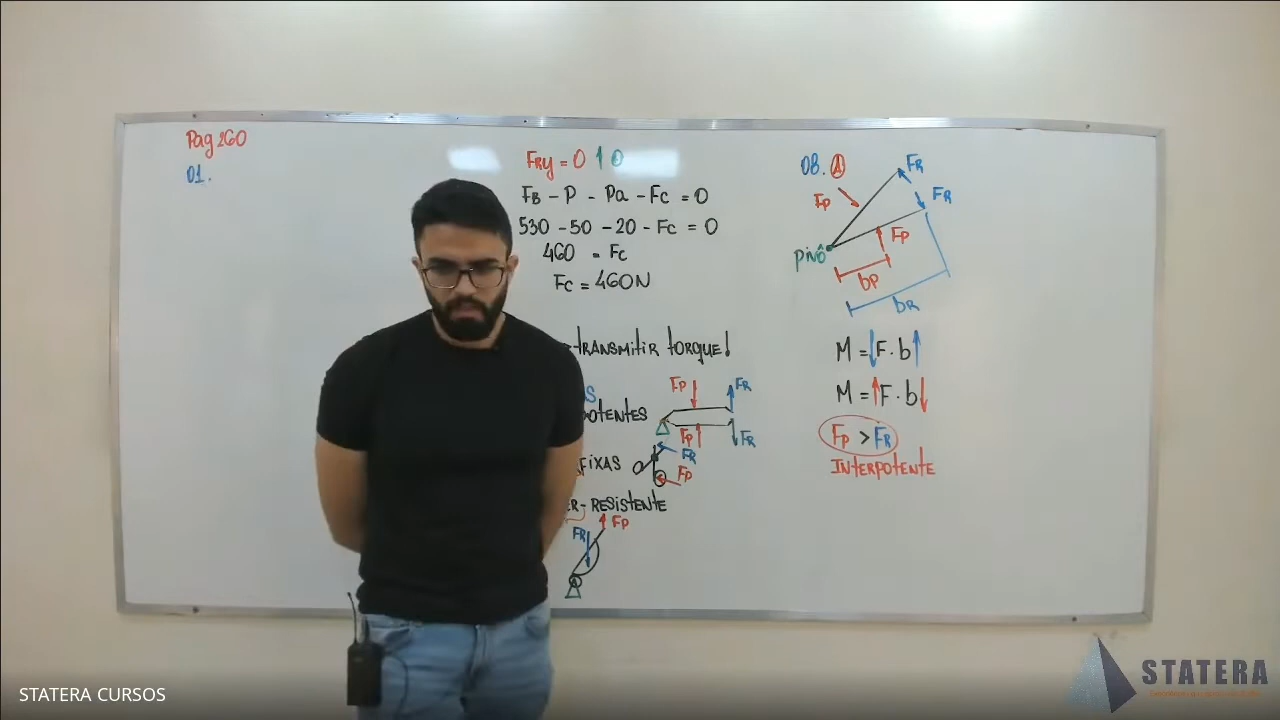 Pag 260
01.
FRy = 0
FB - P - Pa - Fc = 0
530 - 50 - 20 - Fc = 0
460 = Fc
Fc = 460N
TRANSMITIR TORQUE!
FP FR
POTENTES
FP FR
FR
FIXAS
FP
ER-RESISTENTE
FP
FR
08. A
FR
FP
FR
FP
PIVÔ
bP
bR
M = ↓F . b↑
M = ↑F . b↓
FP > FR
INTERPOTENTE
STATERA CURSOS
STATERA